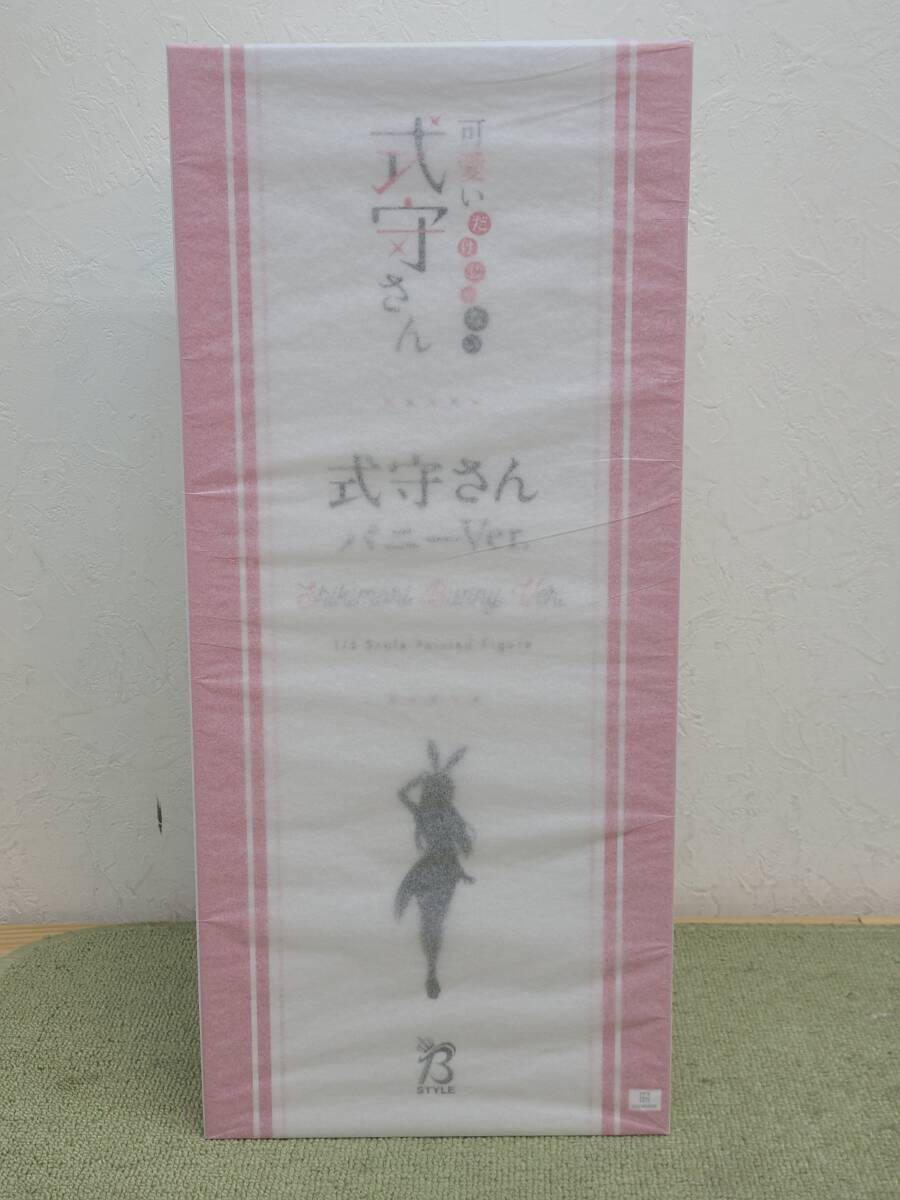 可愛いだけじゃない
式守さん
式守さん
バニーVer.
Shikimori Bunny Ver.
1/4 Scale Painted Figure
B
STYLE